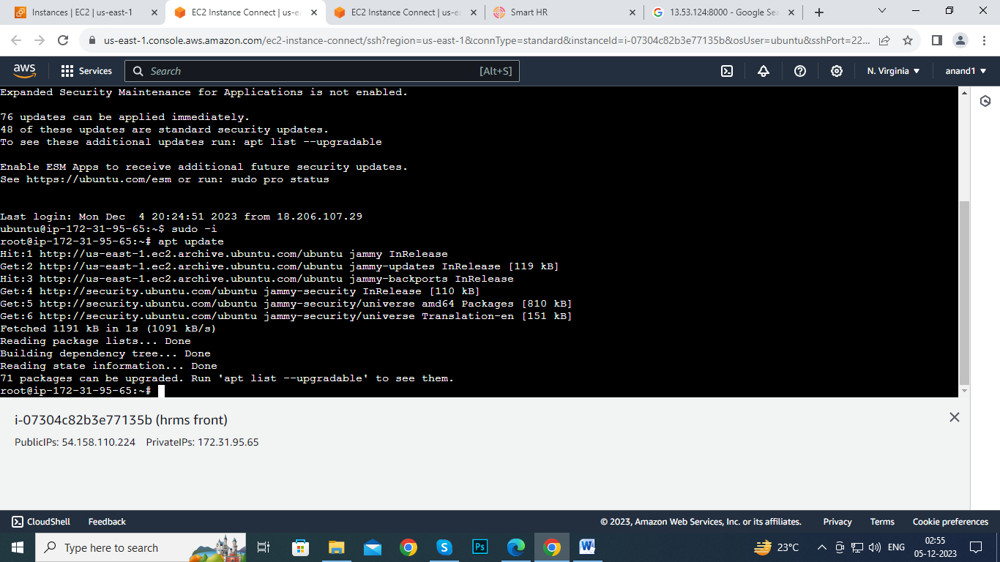 Instances | EC2 | us-east-1
EC2 Instance Connect | us-ea
EC2 Instance Connect | us-ea
Smart HR
13.53.124:8000 - Google Sea
us-east-1.console.aws.amazon.com/ec2-instance-connect/ssh?region=us-east-1&connType=standard&instanceId=i-07304c82b3e77135b&osUser=ubuntu&sshPort=22...
aws
Services
Search
[Alt+S]
N. Virginia
anand1
Expanded Security Maintenance for Applications is not enabled.
76 updates can be applied immediately.
48 of these updates are standard security updates.
To see these additional updates run: apt list --upgradable
Enable ESM Apps to receive additional future security updates.
See https://ubuntu.com/esm or run: sudo pro status
Last login: Mon Dec  4 20:24:51 2023 from 18.206.107.29
ubuntu@ip-172-31-95-65:~$ sudo -i
root@ip-172-31-95-65:~# apt update
Hit:1 http://us-east-1.ec2.archive.ubuntu.com/ubuntu jammy InRelease
Get:2 http://us-east-1.ec2.archive.ubuntu.com/ubuntu jammy-updates InRelease [119 kB]
Hit:3 http://us-east-1.ec2.archive.ubuntu.com/ubuntu jammy-backports InRelease
Get:4 http://security.ubuntu.com/ubuntu jammy-security InRelease [110 kB]
Get:5 http://security.ubuntu.com/ubuntu jammy-security/universe amd64 Packages [810 kB]
Get:6 http://security.ubuntu.com/ubuntu jammy-security/universe Translation-en [151 kB]
Fetched 1191 kB in 1s (1091 kB/s)
Reading package lists... Done
Building dependency tree... Done
Reading state information... Done
71 packages can be upgraded. Run 'apt list --upgradable' to see them.
root@ip-172-31-95-65:~#
i-07304c82b3e77135b (hrms front)
PublicIPs: 54.158.110.224 PrivateIPs: 172.31.95.65
CloudShell
Feedback
© 2023, Amazon Web Services, Inc. or its affiliates.
Privacy
Terms
Cookie preferences
Type here to search
S
Ps
W
23°C
ENG
02:55
05-12-2023